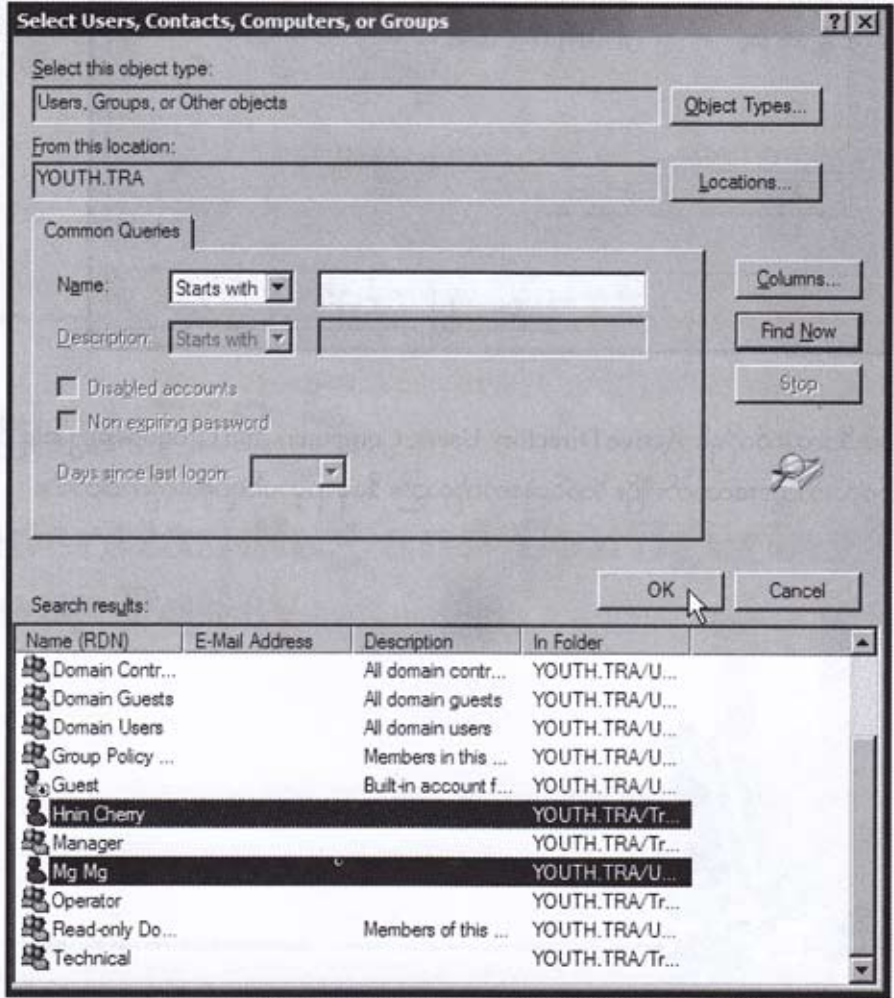 Select Users, Contacts, Computers, or Groups
Select this object type:
Users, Groups, or Other objects
Object Types...
From this location:
YOUTH.TRA
Locations...
Common Queries
Name: Starts with
Columns...
Description: Starts with
Find Now
Disabled accounts
Stop
Non expiring password
Days since last logon:
OK Cancel
Search results:
Name (RDN) E-Mail Address Description In Folder
Domain Contr... All domain contr... YOUTH.TRA/U...
Domain Guests All domain guests YOUTH.TRA/U...
Domain Users All domain users YOUTH.TRA/U...
Group Policy ... Members in this ... YOUTH.TRA/U...
Guest Built-in account f... YOUTH.TRA/U...
Hnin Cherry YOUTH.TRA/Tr...
Manager YOUTH.TRA/Tr...
Mg Mg YOUTH.TRA/U...
Operator YOUTH.TRA/Tr...
Read-only Do... Members of this ... YOUTH.TRA/U...
Technical YOUTH.TRA/Tr...